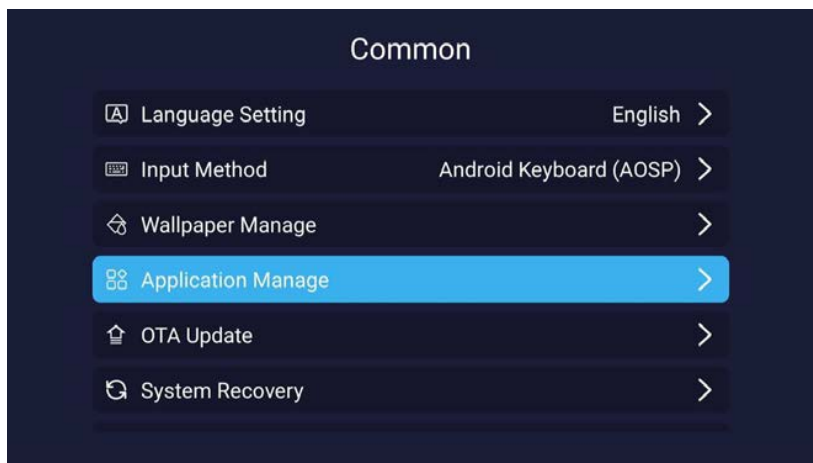 Common
Language Setting English
Input Method Android Keyboard (AOSP)
Wallpaper Manage
Application Manage
OTA Update
System Recovery